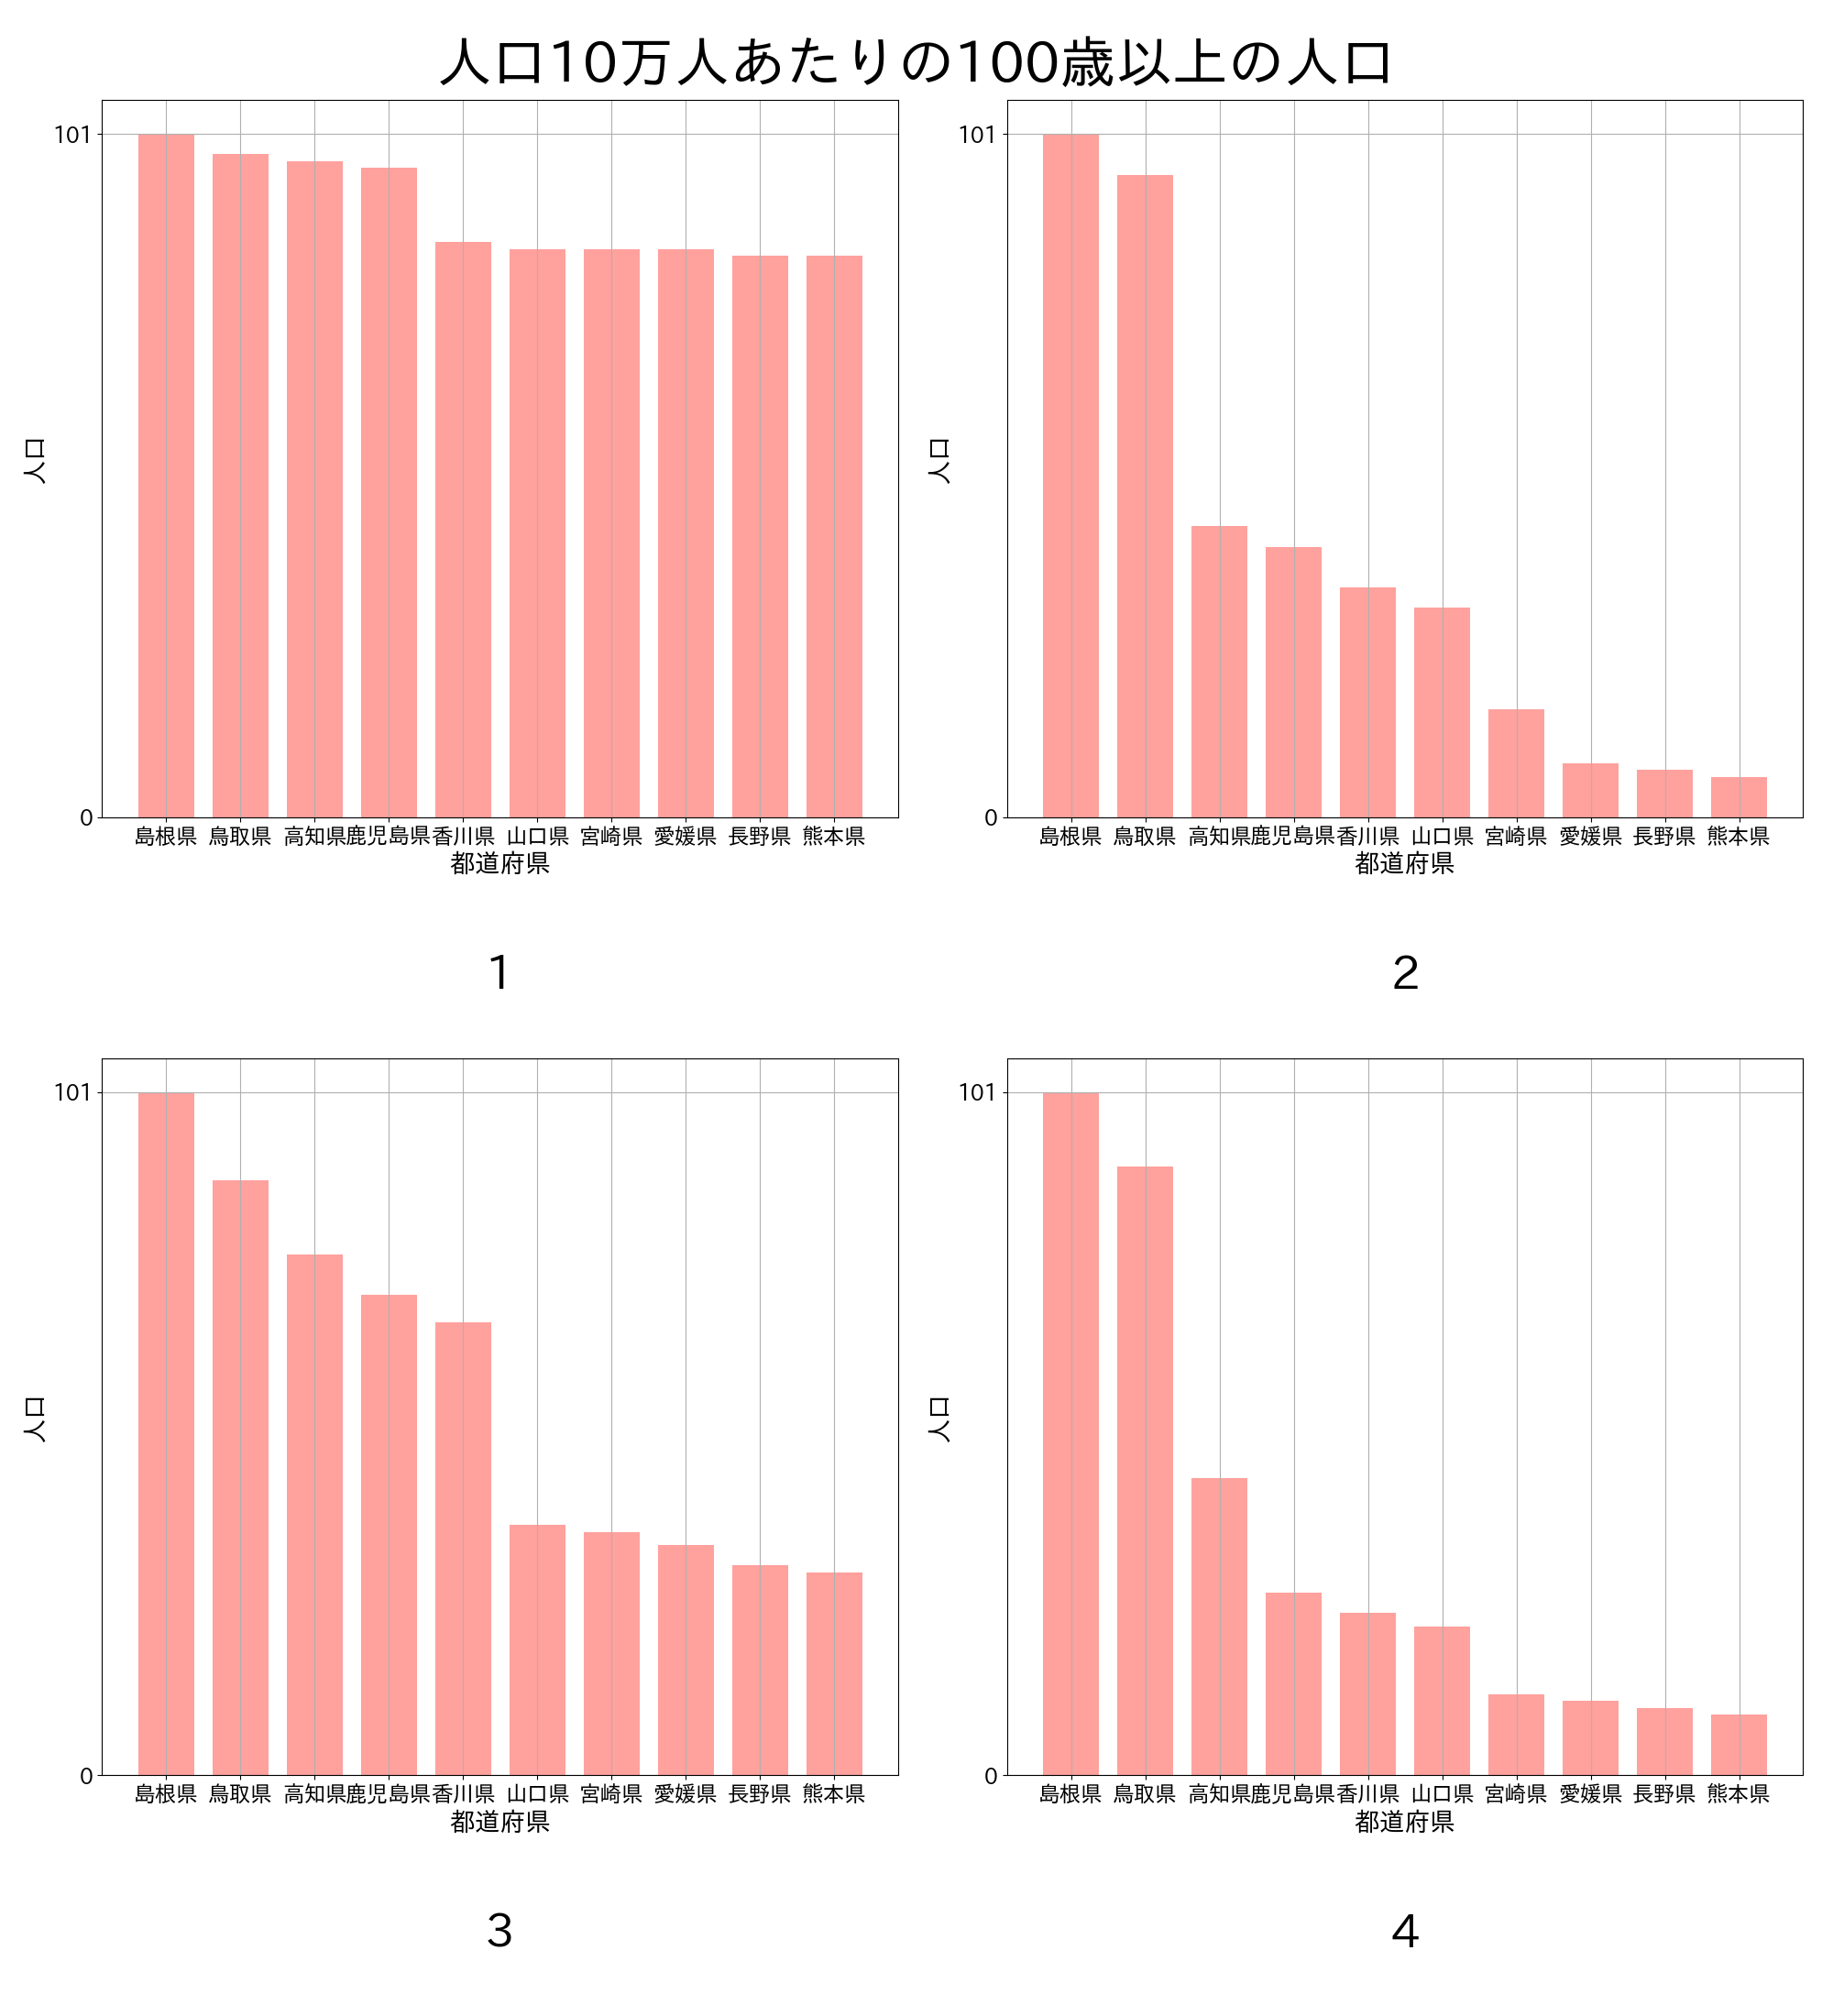 人口10万人あたりの100歳以上の人口
101
0
人口
島根県 鳥取県 高知県 鹿児島県 香川県 山口県 宮崎県 愛媛県 長野県 熊本県
都道府県
1
101
0
人口
島根県 鳥取県 高知県 鹿児島県 香川県 山口県 宮崎県 愛媛県 長野県 熊本県
都道府県
2
101
0
人口
島根県 鳥取県 高知県 鹿児島県 香川県 山口県 宮崎県 愛媛県 長野県 熊本県
都道府県
3
101
0
人口
島根県 鳥取県 高知県 鹿児島県 香川県 山口県 宮崎県 愛媛県 長野県 熊本県
都道府県
4